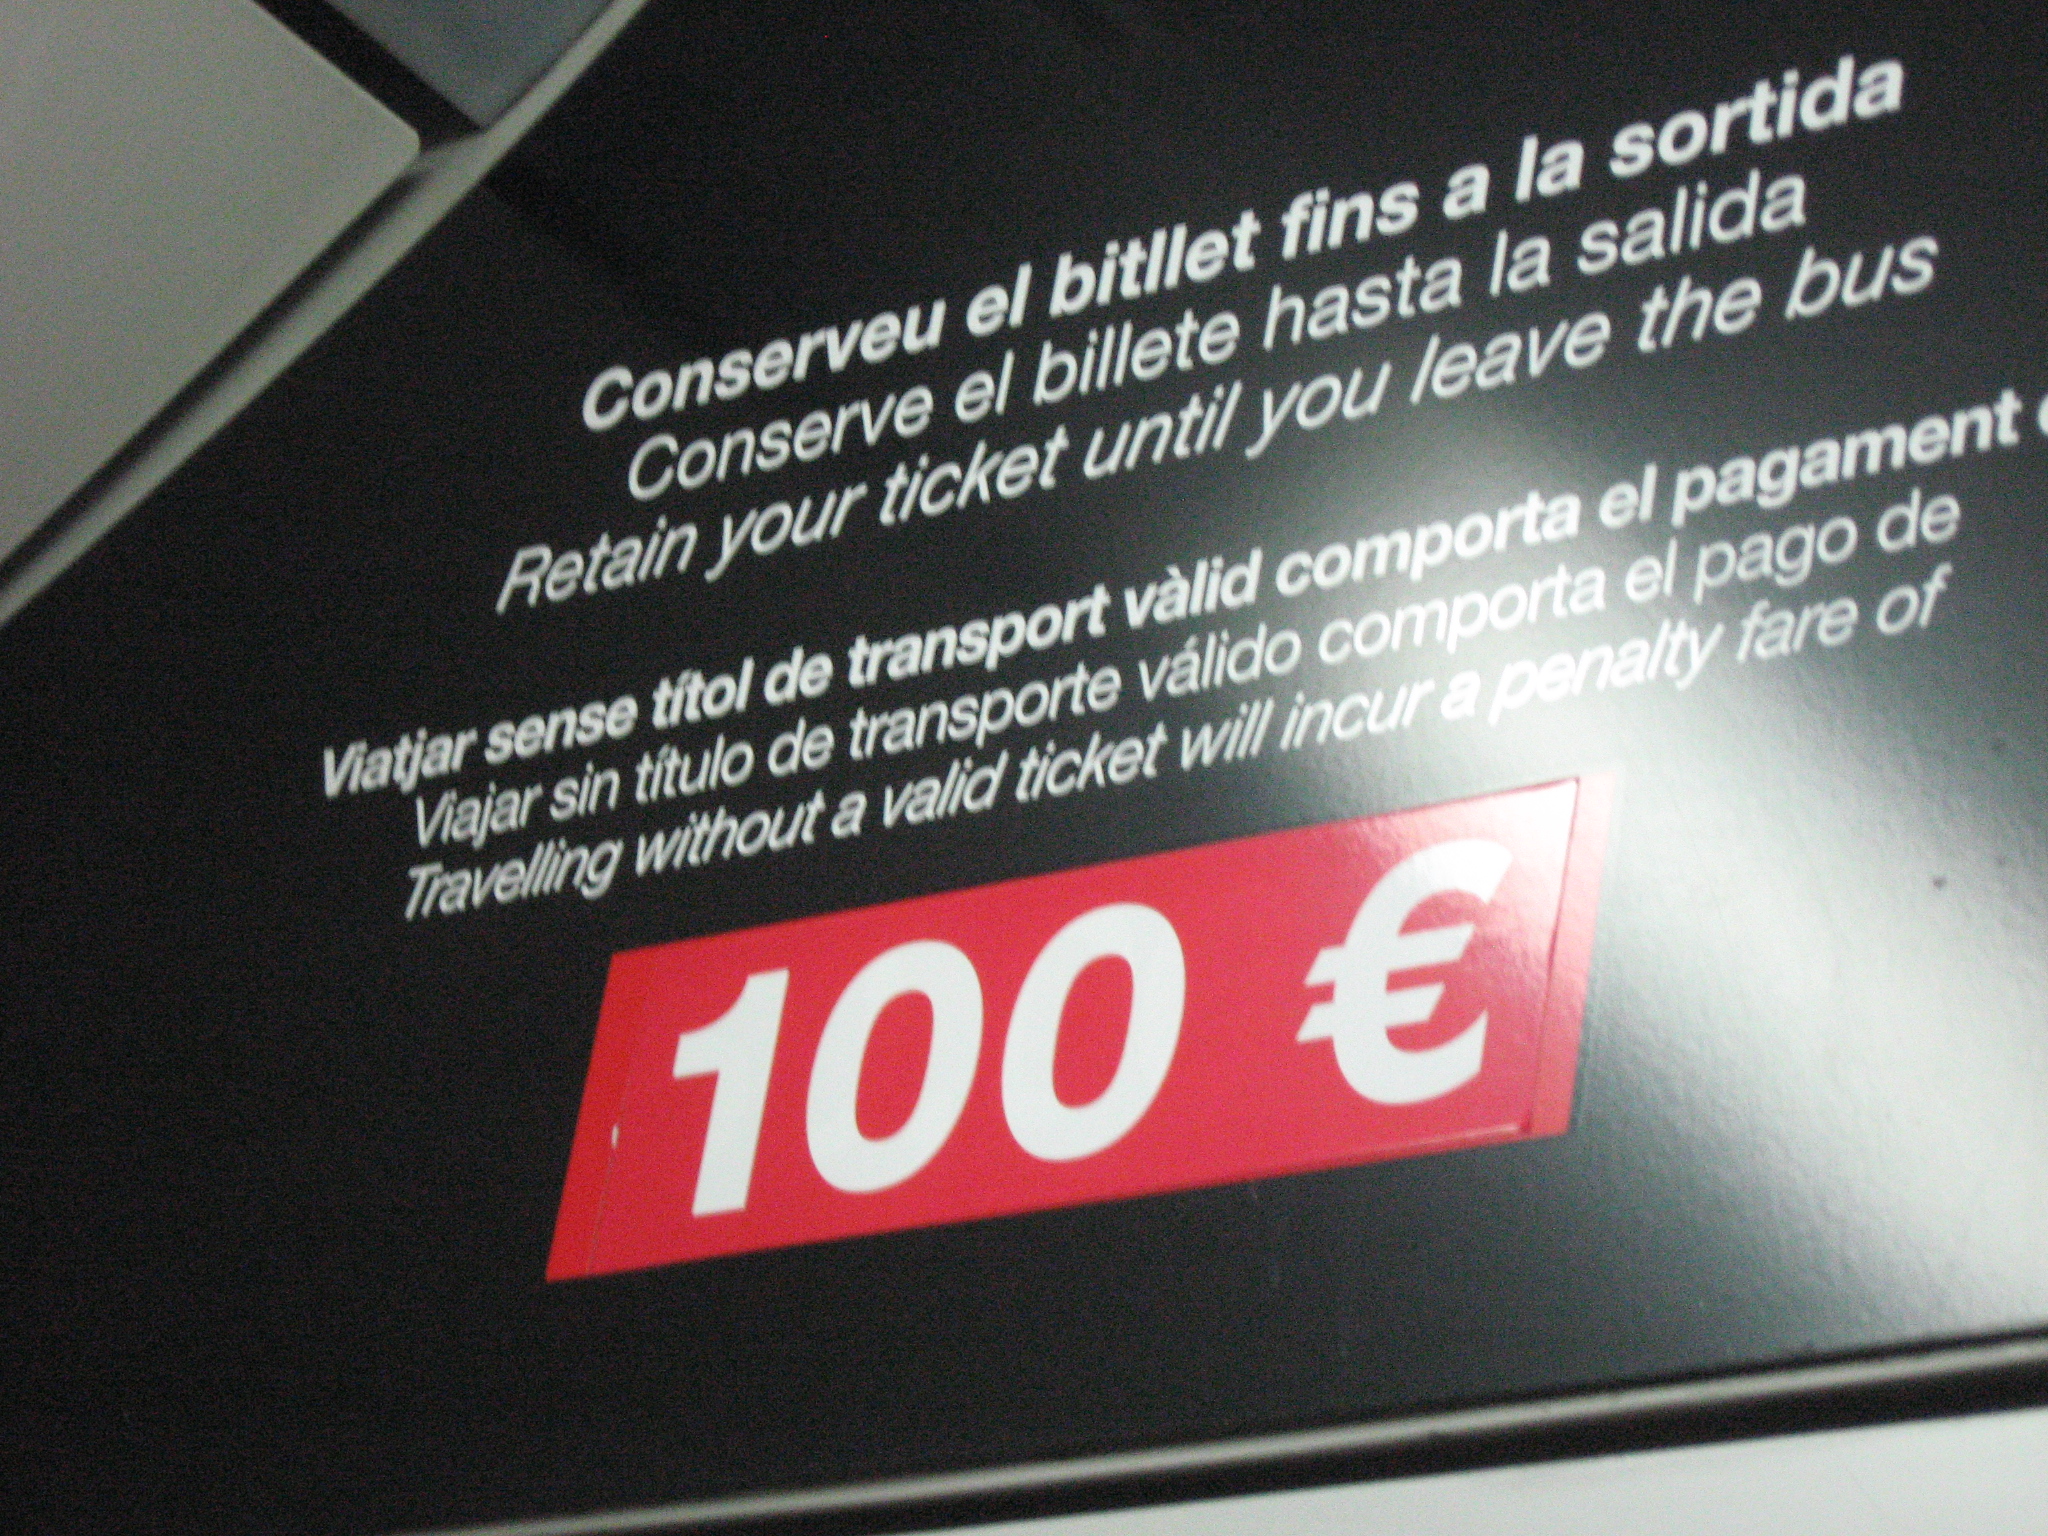 Conserveu el bitllet fins a la sortida
Conserve el billete hasta la salida
Retain your ticket until you leave the bus
Viatjar sense títol de transport vàlid comporta el pagament
Viajar sin título de transporte válido comporta el pago de
Travelling without a valid ticket will incur a penalty fare of
100 €